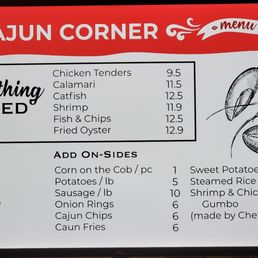 AJUN CORNER menu
thing
ED
Chicken Tenders 9.5
Calamari 11.5
Catfish 12.5
Shrimp 11.9
Fish & Chips 12.5
Fried Oyster 12.9
ADD ON-SIDES
Corn on the Cob / pc 1 Sweet Potato
Potatoes / lb 5 Steamed Rice
Sausage / lb 10 Shrimp & Chic
Onion Rings 6 Gumbo
Cajun Chips 6 (made by Che
Caun Fries 6